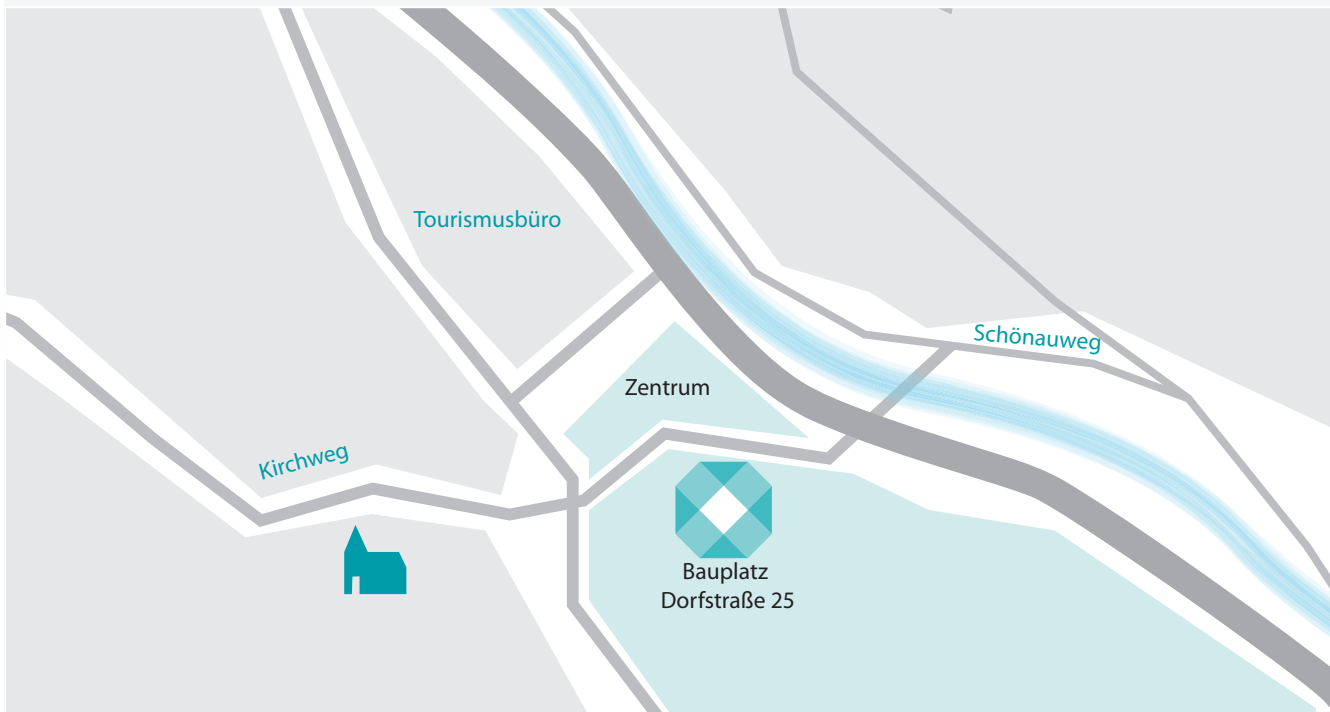 Tourismusbüro
Schönauweg
Zentrum
Kirchweg
Bauplatz
Dorfstraße 25